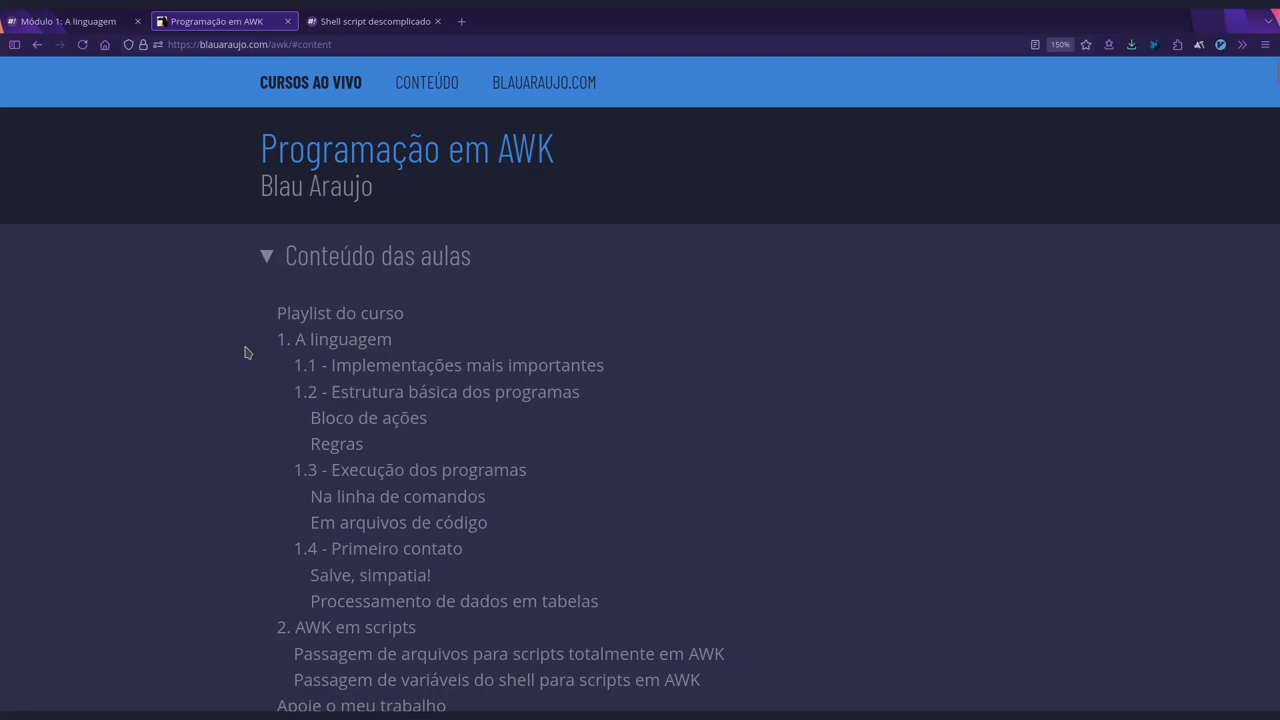 Módulo 1: A linguagem
Programação em AWK
Shell script descomplicado
https://blauaraujo.com/awk/#content
150%
CURSOS AO VIVO
CONTEÚDO
BLAUARAUJO.COM
Programação em AWK
Blau Araujo
▼ Conteúdo das aulas
Playlist do curso
1. A linguagem
1.1 - Implementações mais importantes
1.2 - Estrutura básica dos programas
Bloco de ações
Regras
1.3 - Execução dos programas
Na linha de comandos
Em arquivos de código
1.4 - Primeiro contato
Salve, simpatia!
Processamento de dados em tabelas
2. AWK em scripts
Passagem de arquivos para scripts totalmente em AWK
Passagem de variáveis do shell para scripts em AWK
Apoie o meu trabalho